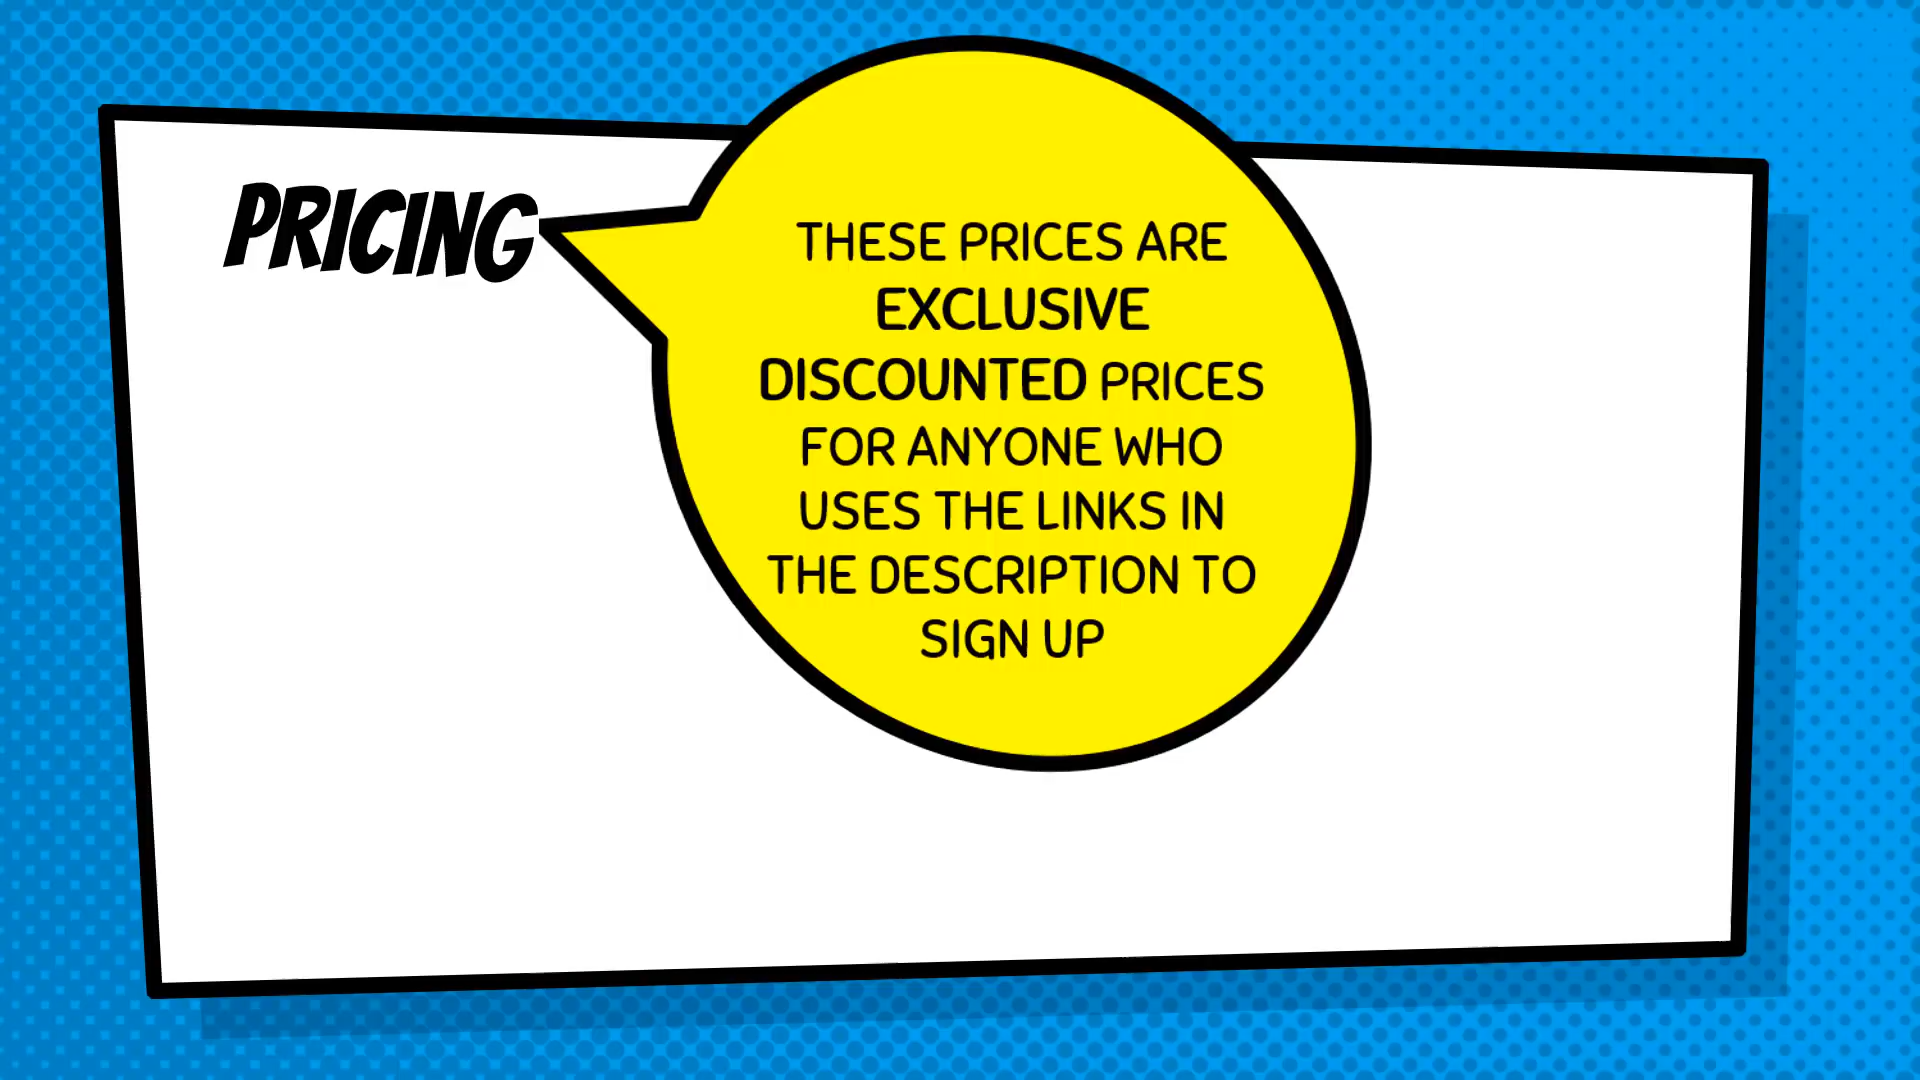 PRICING
THESE PRICES ARE
EXCLUSIVE
DISCOUNTED PRICES
FOR ANYONE WHO
USES THE LINKS IN
THE DESCRIPTION TO
SIGN UP